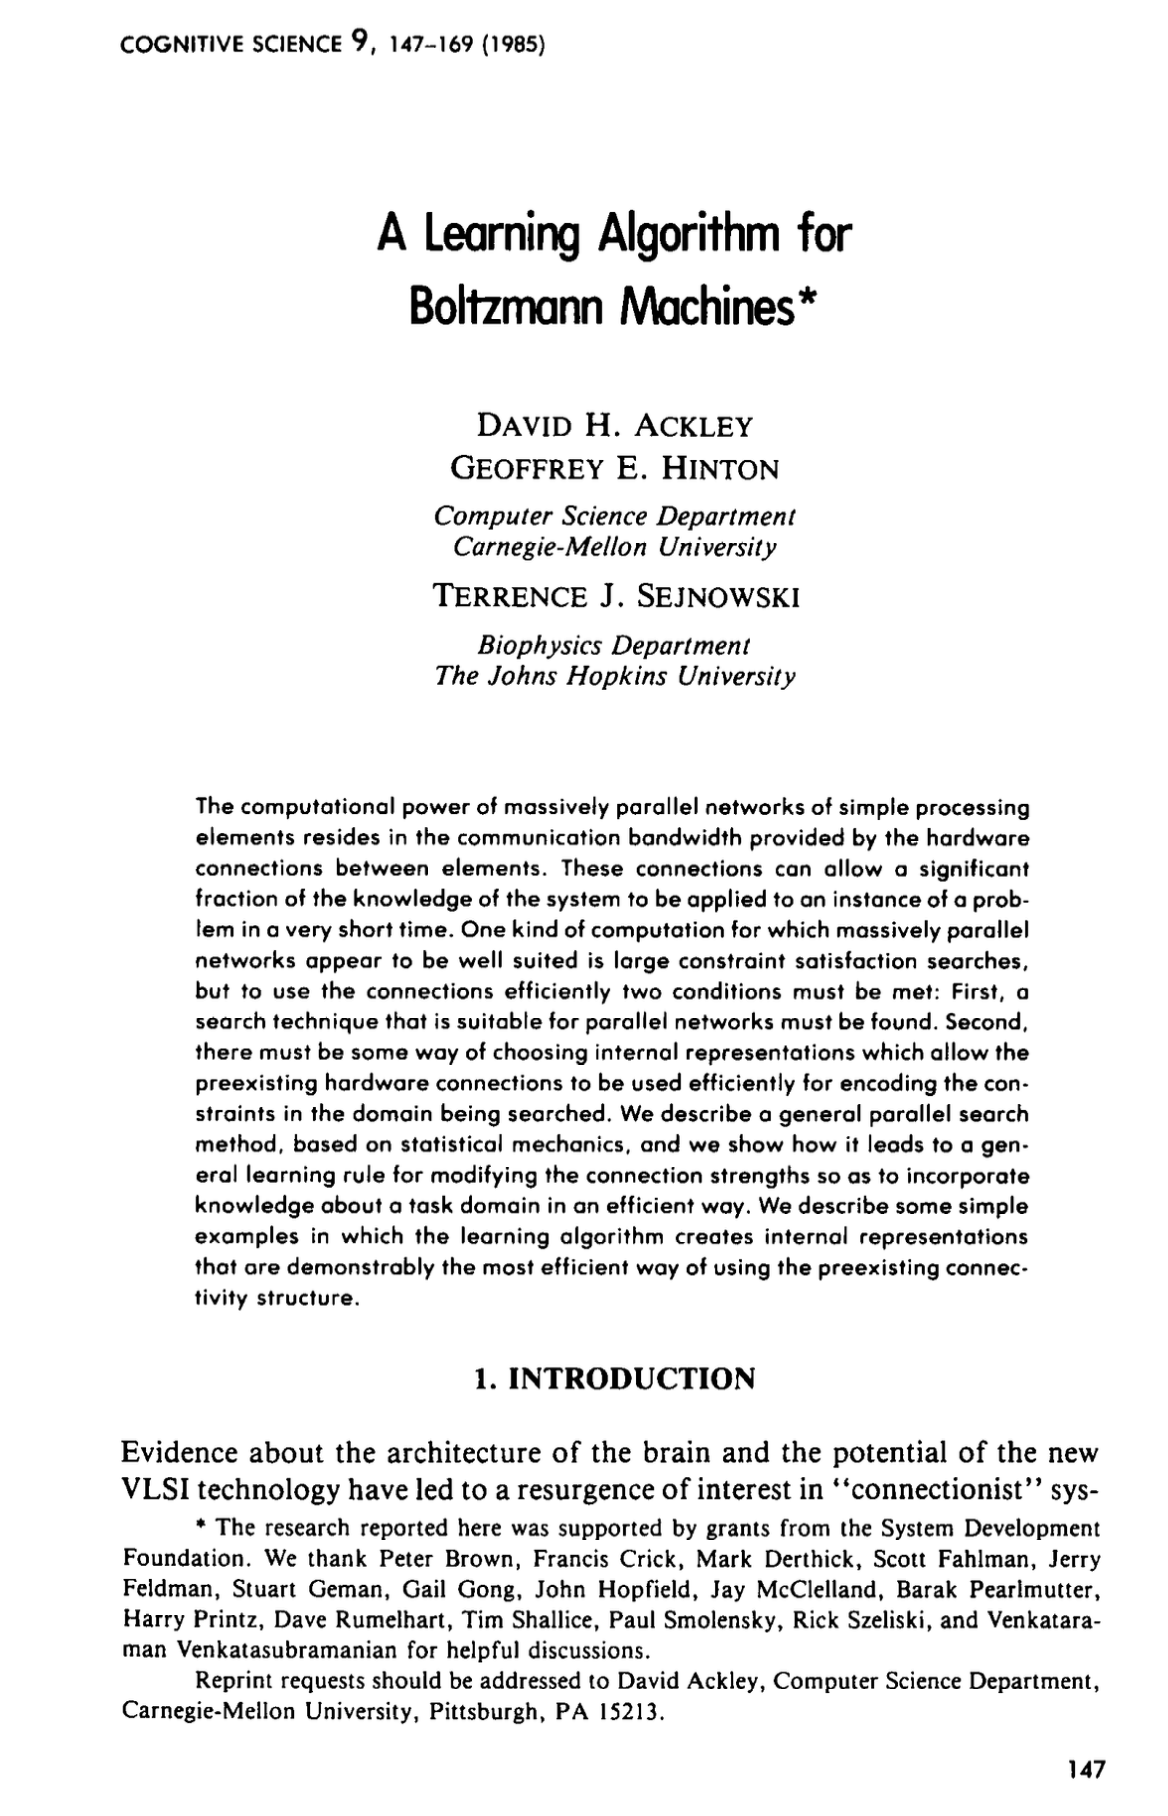 COGNITIVE SCIENCE 9, 147–169 (1985)
A Learning Algorithm for
Boltzmann Machines*
DAVID H. ACKLEY
GEOFFREY E. HINTON
Computer Science Department
Carnegie-Mellon University
TERRENCE J. SEJNOWSKI
Biophysics Department
The Johns Hopkins University
The computational power of massively parallel networks of simple processing
elements resides in the communication bandwidth provided by the hardware
connections between elements. These connections can allow a significant
fraction of the knowledge of the system to be applied to an instance of a prob-
lem in a very short time. One kind of computation for which massively parallel
networks appear to be well suited is large constraint satisfaction searches,
but to use the connections efficiently two conditions must be met: First, a
search technique that is suitable for parallel networks must be found. Second,
there must be some way of choosing internal representations which allow the
preexisting hardware connections to be used efficiently for encoding the con-
straints in the domain being searched. We describe a general parallel search
method, based on statistical mechanics, and we show how it leads to a gen-
eral learning rule for modifying the connection strengths so as to incorporate
knowledge about a task domain in an efficient way. We describe some simple
examples in which the learning algorithm creates internal representations
that are demonstrably the most efficient way of using the preexisting connec-
tivity structure.
1. INTRODUCTION
Evidence about the architecture of the brain and the potential of the new
VLSI technology have led to a resurgence of interest in ‘‘connectionist’’ sys-
* The research reported here was supported by grants from the System Development
Foundation. We thank Peter Brown, Francis Crick, Mark Derthick, Scott Fahlman, Jerry
Feldman, Stuart Geman, Gail Gong, John Hopfield, Jay McClelland, Barak Pearlmutter,
Harry Printz, Dave Rumelhart, Tim Shallice, Paul Smolensky, Rick Szeliski, and Venkatara-
man Venkatasubramanian for helpful discussions.
Reprint requests should be addressed to David Ackley, Computer Science Department,
Carnegie-Mellon University, Pittsburgh, PA 15213.
147